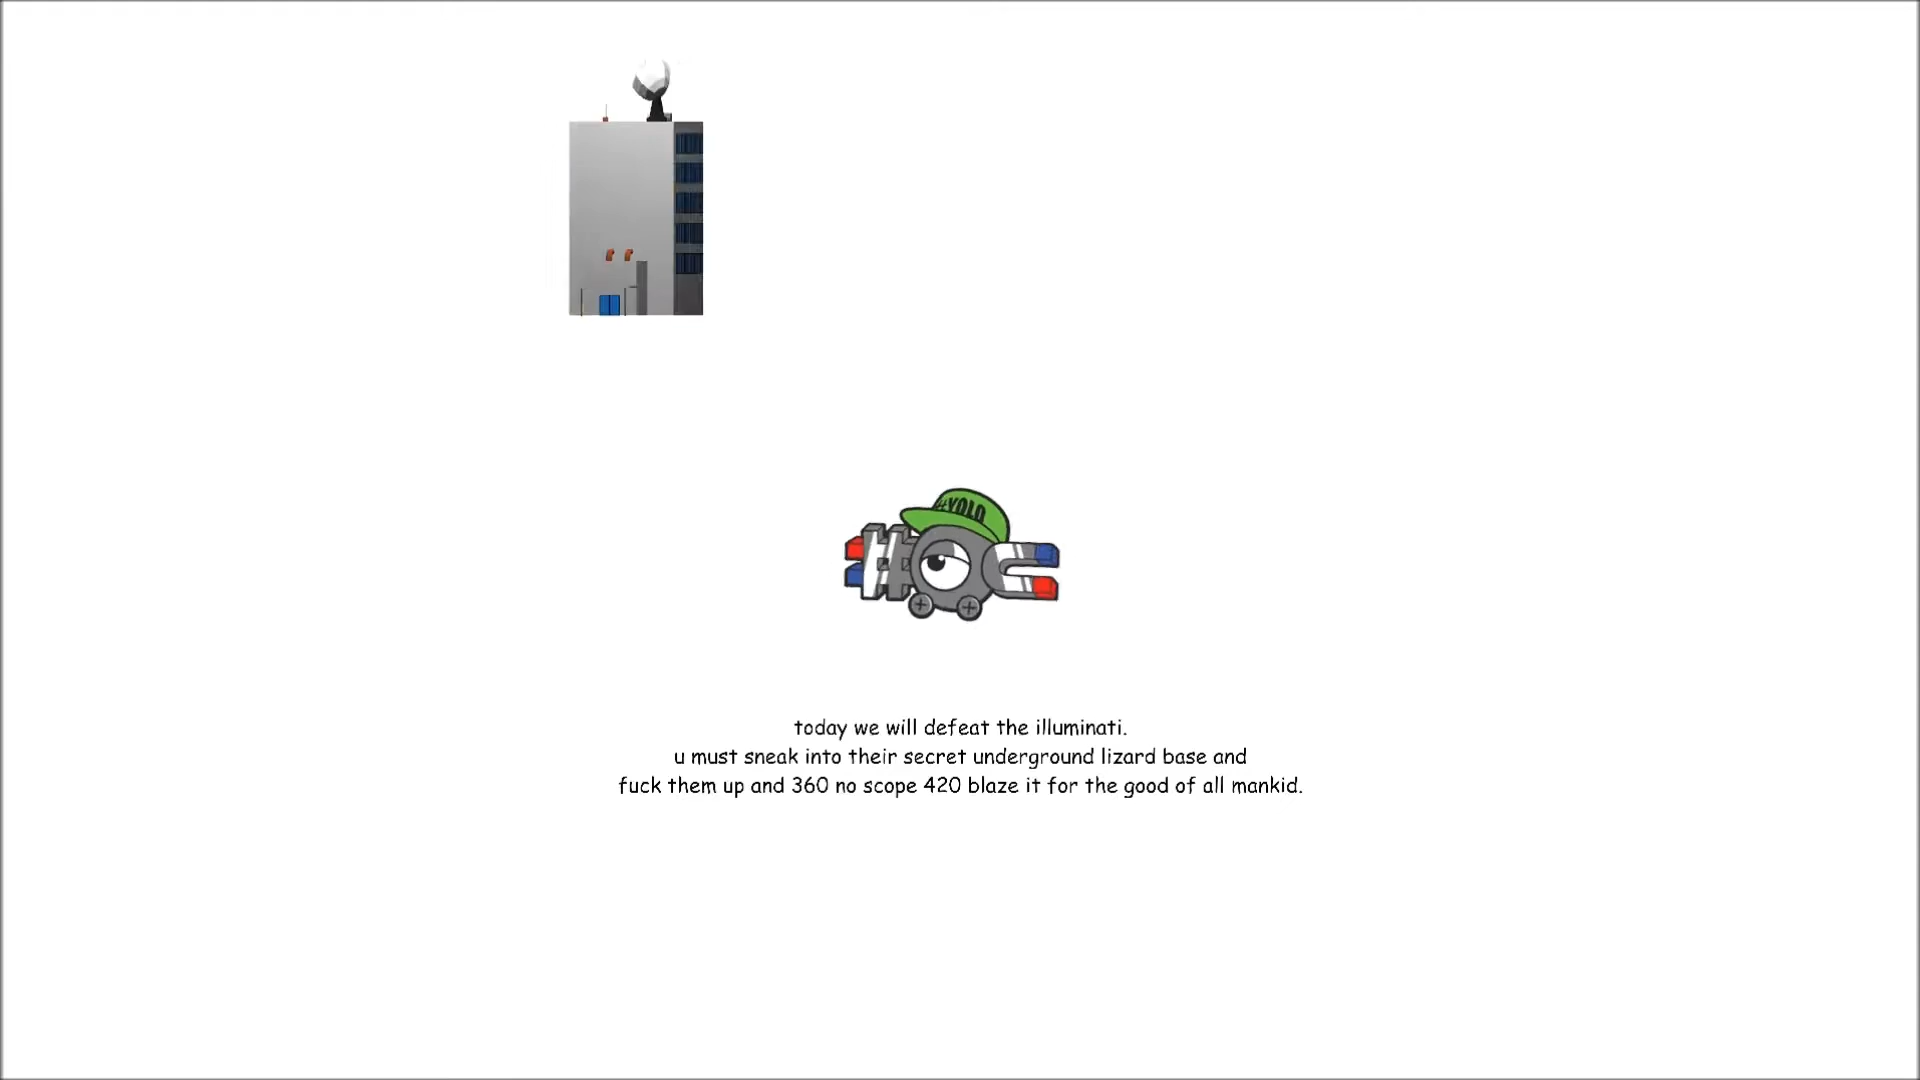 #YOLO
today we will defeat the illuminati.
u must sneak into their secret underground lizard base and
fuck them up and 360 no scope 420 blaze it for the good of all mankid.